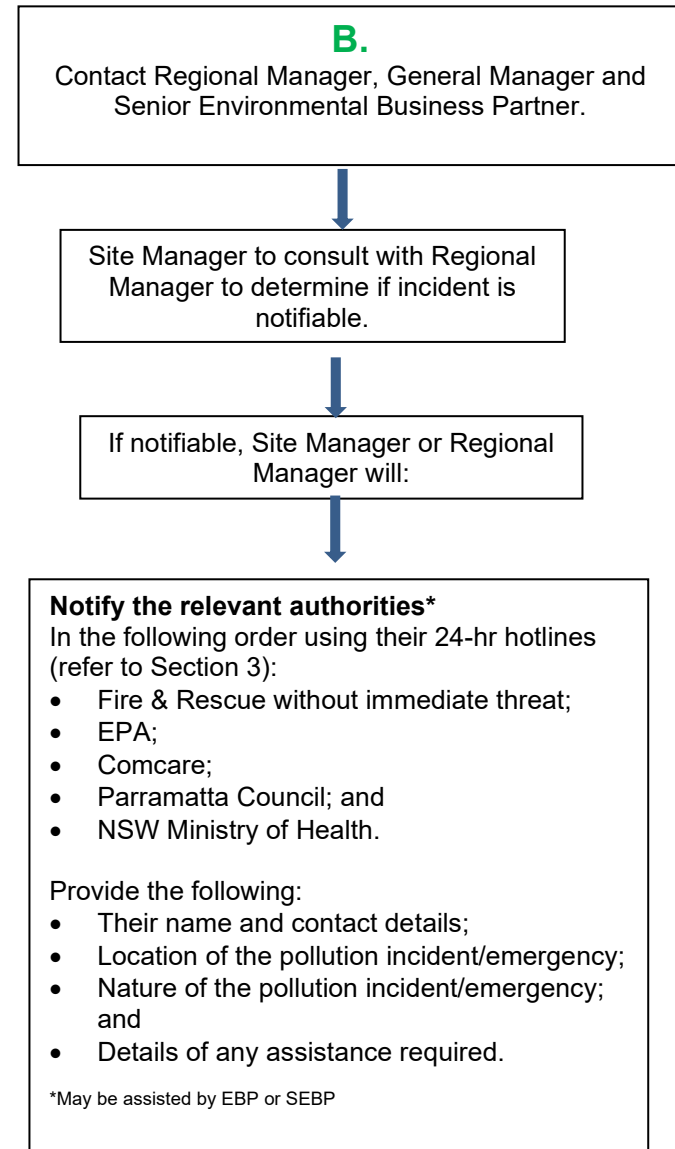 B.
Contact Regional Manager, General Manager and
Senior Environmental Business Partner.
Site Manager to consult with Regional
Manager to determine if incident is
notifiable.
If notifiable, Site Manager or Regional
Manager will:
Notify the relevant authorities*
In the following order using their 24-hr hotlines
(refer to Section 3):
• Fire & Rescue without immediate threat;
• EPA;
• Comcare;
• Parramatta Council; and
• NSW Ministry of Health.
Provide the following:
• Their name and contact details;
• Location of the pollution incident/emergency;
• Nature of the pollution incident/emergency;
and
• Details of any assistance required.
*May be assisted by EBP or SEBP